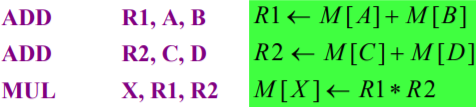 ADD R1, A, B R1 ← M[A] + M[B]
ADD R2, C, D R2 ← M[C] + M[D]
MUL X, R1, R2 M[X] ← R1 * R2